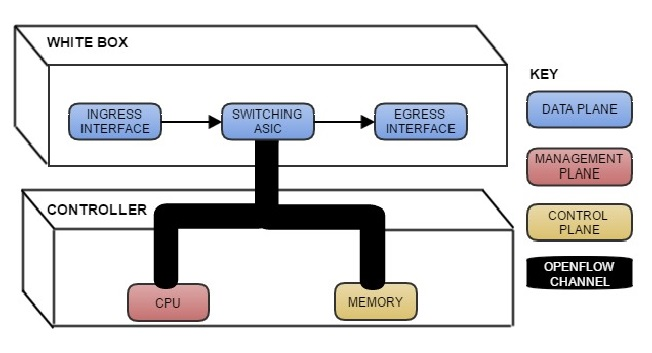 WHITE BOX
INGRESS
INTERFACE
SWITCHING
ASIC
EGRESS
INTERFACE
CONTROLLER
CPU
MEMORY
KEY
DATA PLANE
MANAGEMENT
PLANE
CONTROL
PLANE
OPENFLOW
CHANNEL